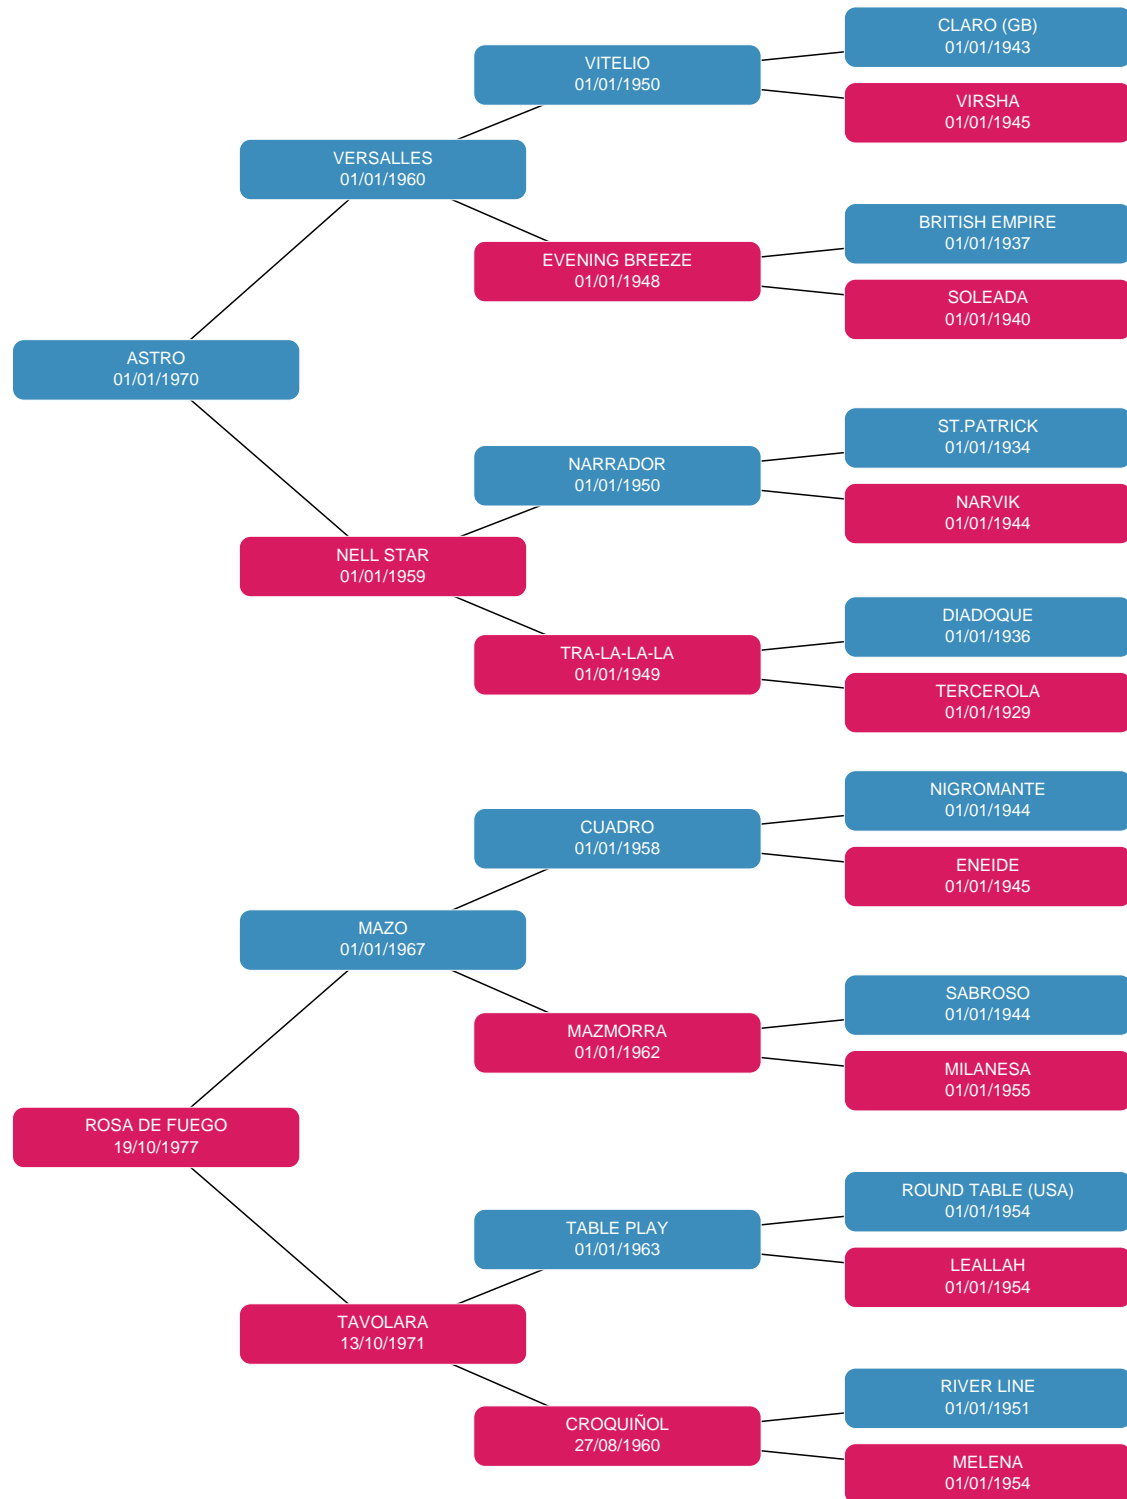 CLARO (GB)
01/01/1943
VITELIO
01/01/1950
VIRSHA
01/01/1945
VERSALLES
01/01/1960
BRITISH EMPIRE
01/01/1937
EVENING BREEZE
01/01/1948
SOLEADA
01/01/1940
ASTRO
01/01/1970
ST.PATRICK
01/01/1934
NARRADOR
01/01/1950
NARVIK
01/01/1944
NELL STAR
01/01/1959
DIADOQUE
01/01/1936
TRA-LA-LA-LA
01/01/1949
TERCEROLA
01/01/1929
NIGROMANTE
01/01/1944
CUADRO
01/01/1958
ENEIDE
01/01/1945
MAZO
01/01/1967
SABROSO
01/01/1944
MAZMORRA
01/01/1962
MILANESA
01/01/1955
ROSA DE FUEGO
19/10/1977
ROUND TABLE (USA)
01/01/1954
TABLE PLAY
01/01/1963
LEALLAH
01/01/1954
TAVOLARA
13/10/1971
RIVER LINE
01/01/1951
CROQUIÑOL
27/08/1960
MELENA
01/01/1954